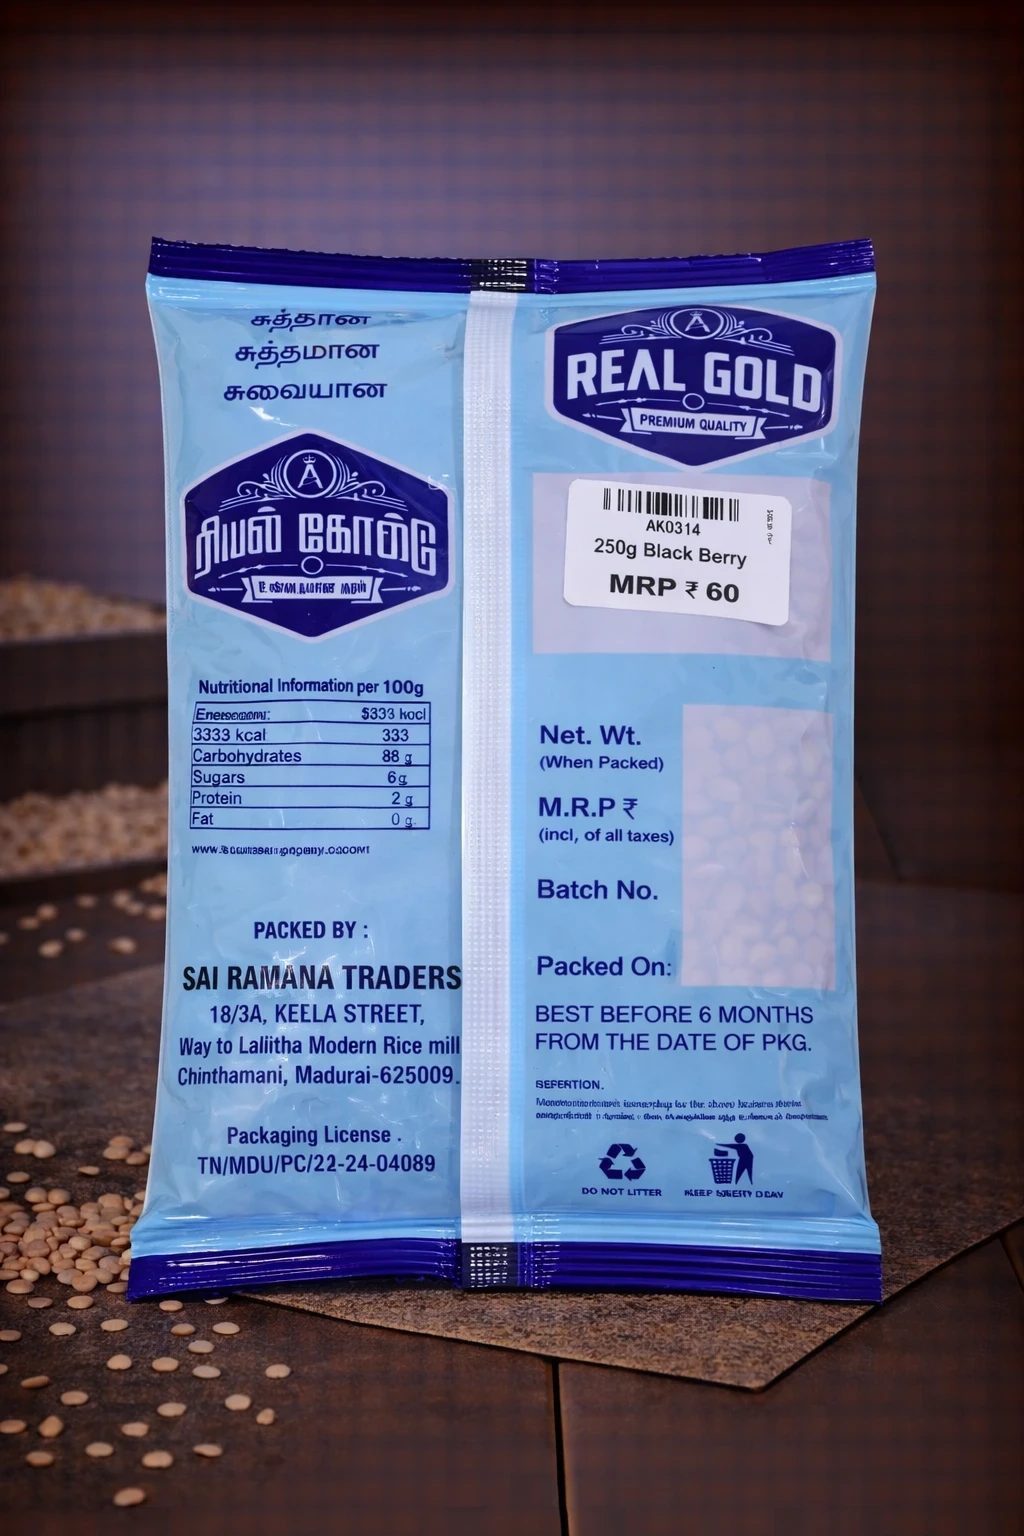 சுத்தான
சுத்தமான
சுவையான
A
Nutritional Information per 100g
$333 kocl
3333 kcal 333
Carbohydrates 88 g
Sugars 6g
Protein 2 g
Fat 0 g.
PACKED BY :
SAI RAMANA TRADERS
18/3A, KEELA STREET,
Way to Laliitha Modern Rice mill
Chinthamani, Madurai-625009.
Packaging License .
TN/MDU/PC/22-24-04089
A
REAL GOLD
PREMIUM QUALITY
AK0314
250g Black Berry
MRP ₹ 60
Net. Wt.
(When Packed)
M.R.P ₹
(incl, of all taxes)
Batch No.
Packed On:
BEST BEFORE 6 MONTHS
FROM THE DATE OF PKG.
DO NOT LITTER